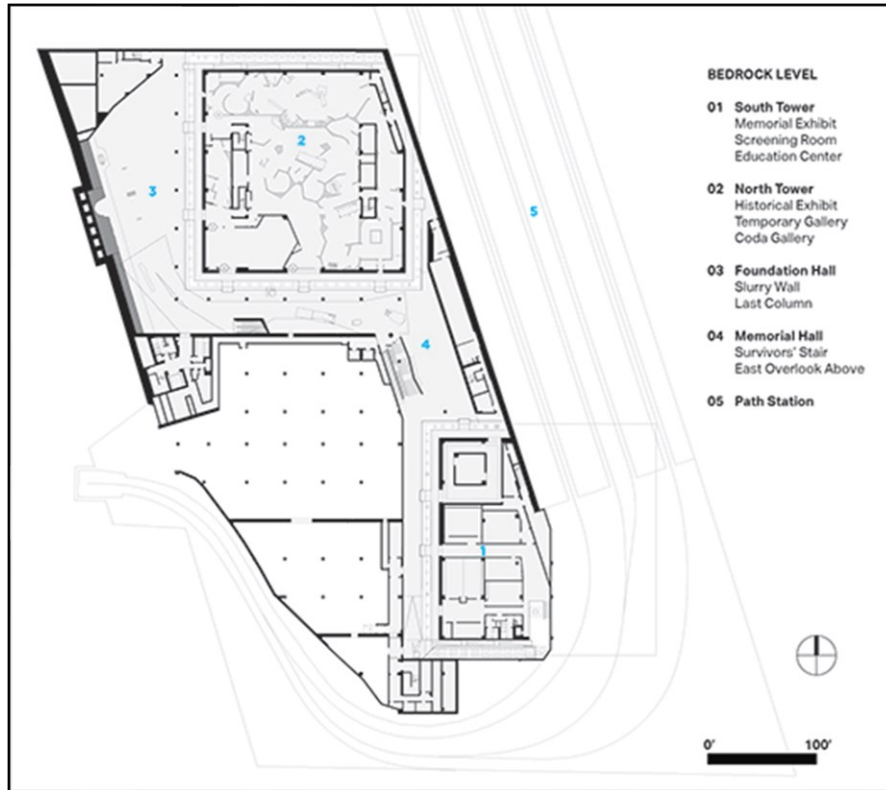 BEDROCK LEVEL
01 South Tower
Memorial Exhibit
Screening Room
Education Center
02 North Tower
Historical Exhibit
Temporary Gallery
Coda Gallery
03 Foundation Hall
Slurry Wall
Last Column
04 Memorial Hall
Survivors' Stair
East Overlook Above
05 Path Station
2
3
5
4
1
0' 100'